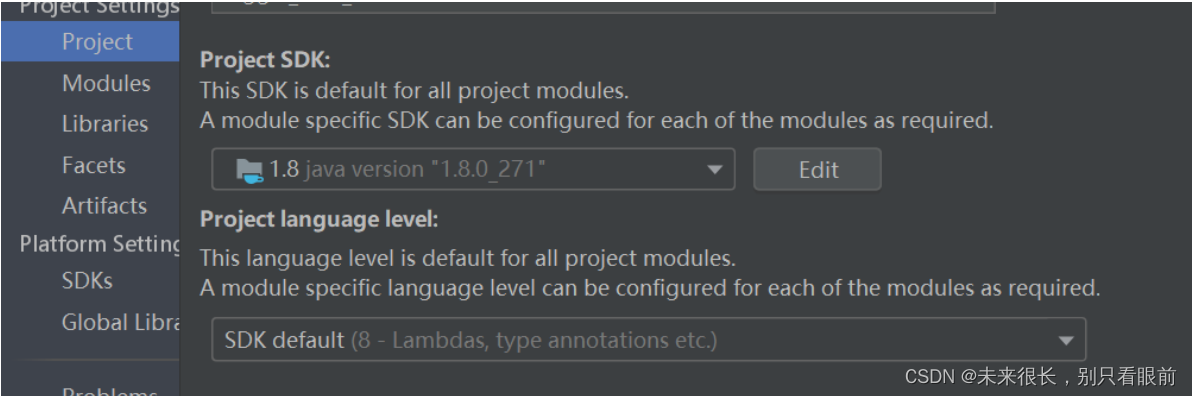 Project Settings
Project
Modules
Libraries
Facets
Artifacts
Platform Setting
SDKs
Global Libra
Problems
Project SDK:
This SDK is default for all project modules.
A module specific SDK can be configured for each of the modules as required.
1.8 java version "1.8.0_271"
Edit
Project language level:
This language level is default for all project modules.
A module specific language level can be configured for each of the modules as required.
SDK default (8 - Lambdas, type annotations etc.)
CSDN @未来很长，别只看眼前